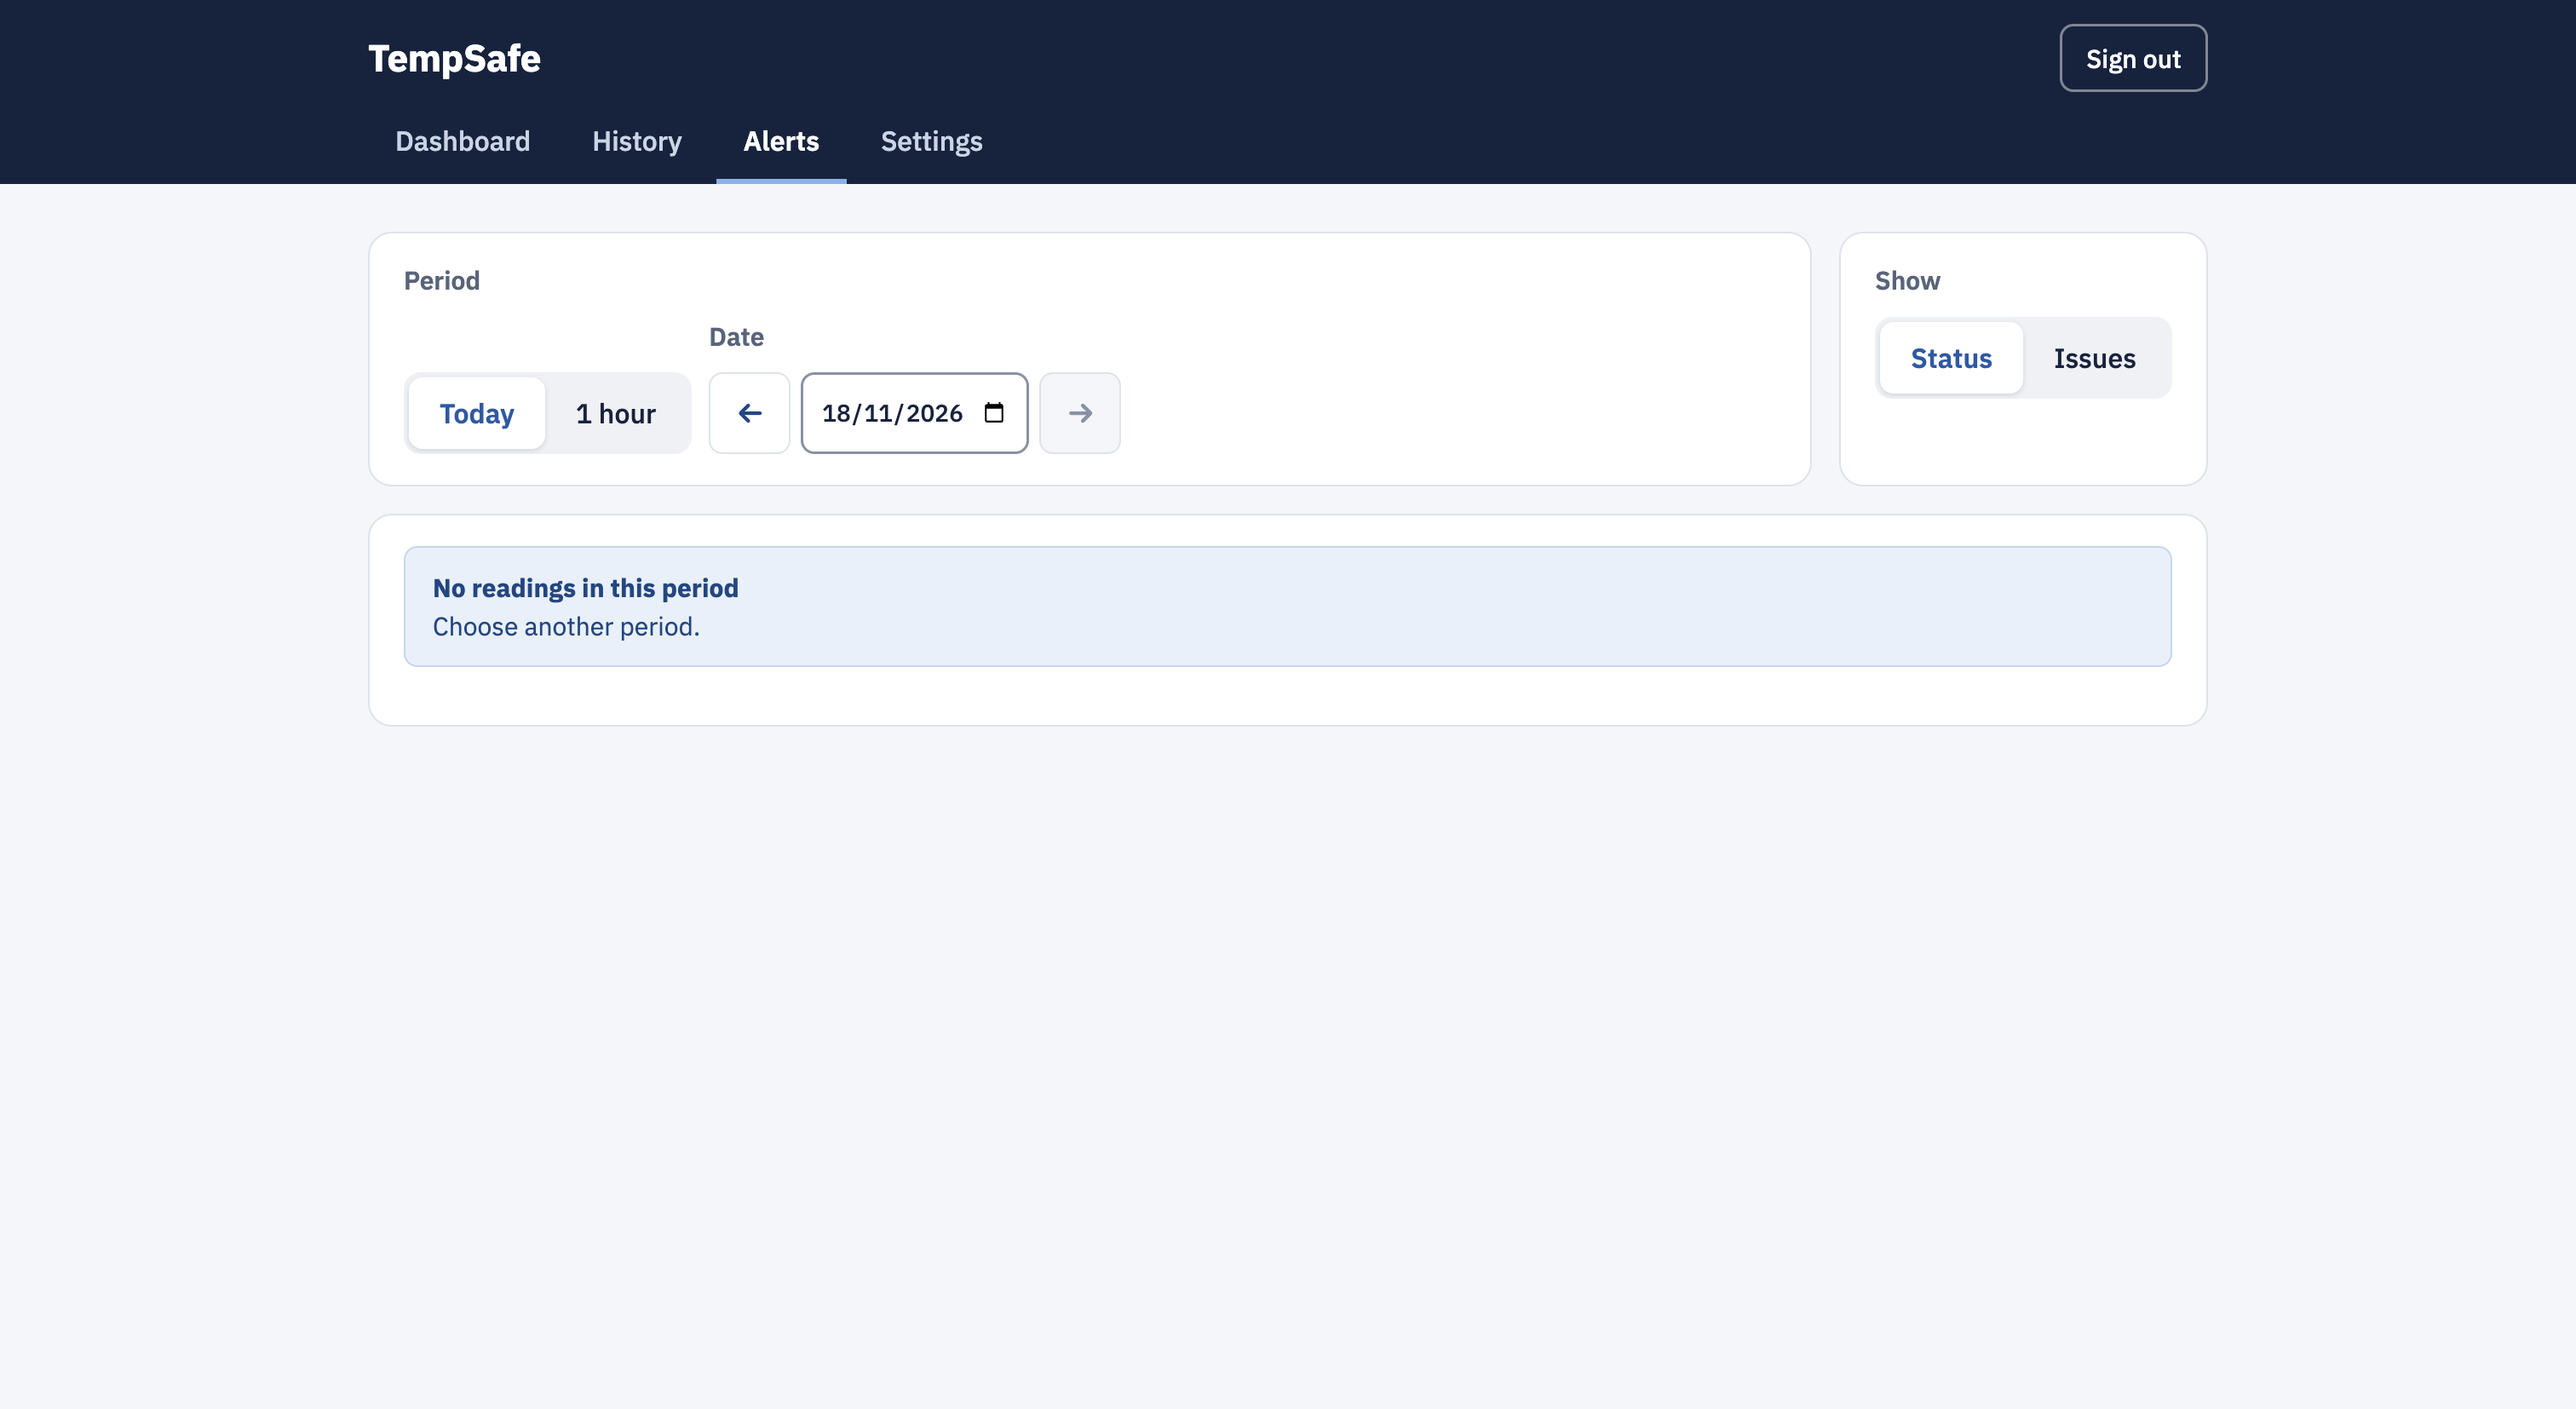 TempSafe
Sign out
Dashboard History Alerts Settings
Period
Date
Today 1 hour 18/11/2026
Show
Status Issues
No readings in this period
Choose another period.